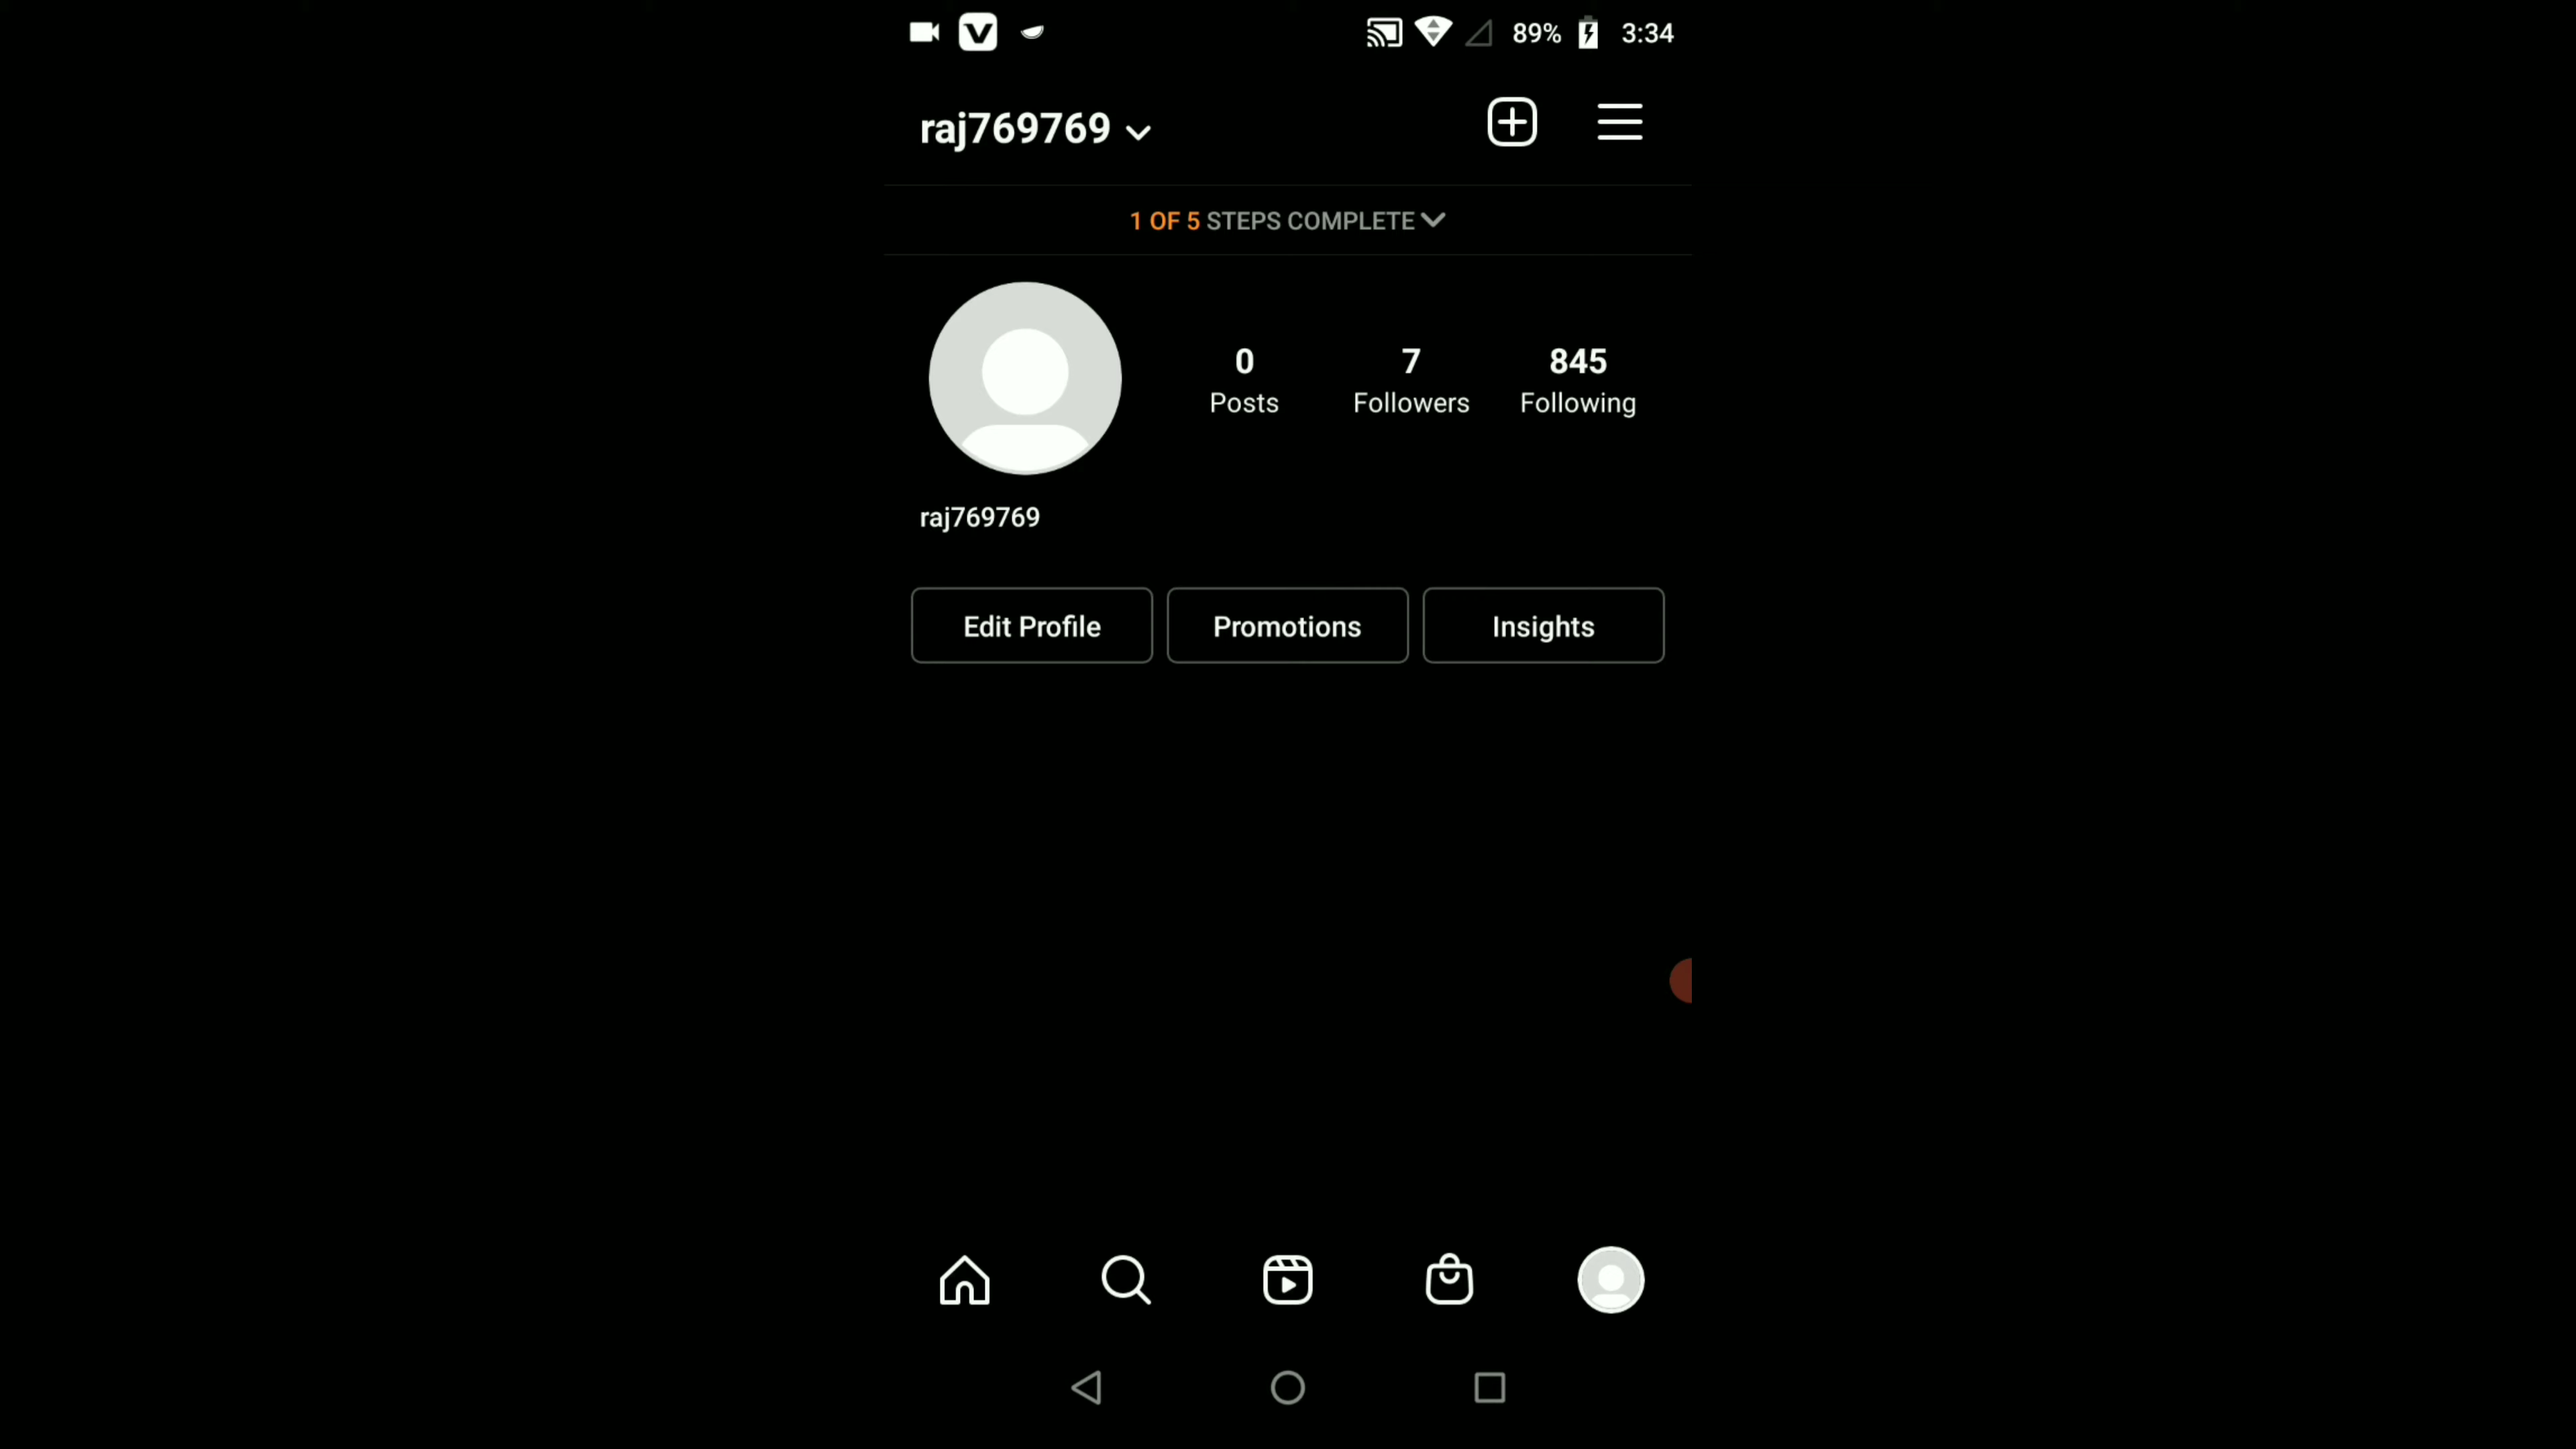 89% 3:34
raj769769
1 OF 5 STEPS COMPLETE
0 7 845
Posts Followers Following
raj769769
Edit Profile Promotions Insights